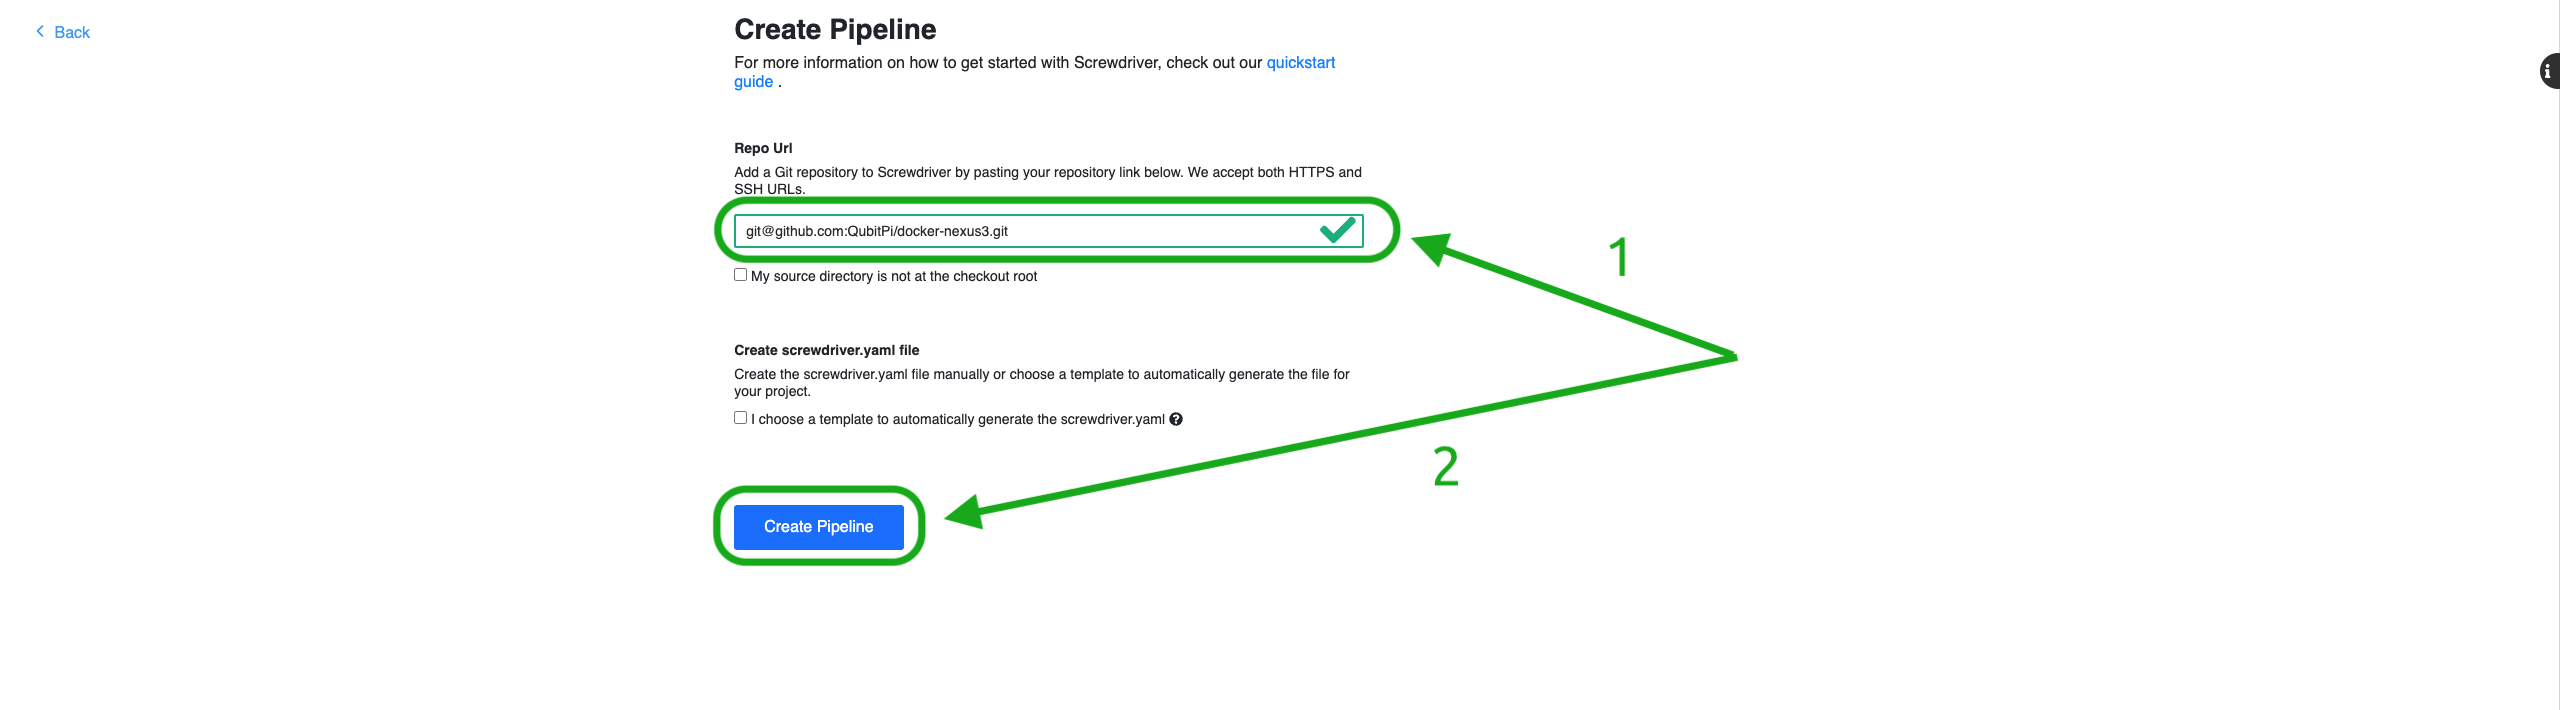 Back
Create Pipeline
For more information on how to get started with Screwdriver, check out our quickstart
guide .
Repo Url
Add a Git repository to Screwdriver by pasting your repository link below. We accept both HTTPS and
SSH URLs.
git@github.com:QubitPi/docker-nexus3.git
1
My source directory is not at the checkout root
Create screwdriver.yaml file
Create the screwdriver.yaml file manually or choose a template to automatically generate the file for
your project.
I choose a template to automatically generate the screwdriver.yaml
2
Create Pipeline